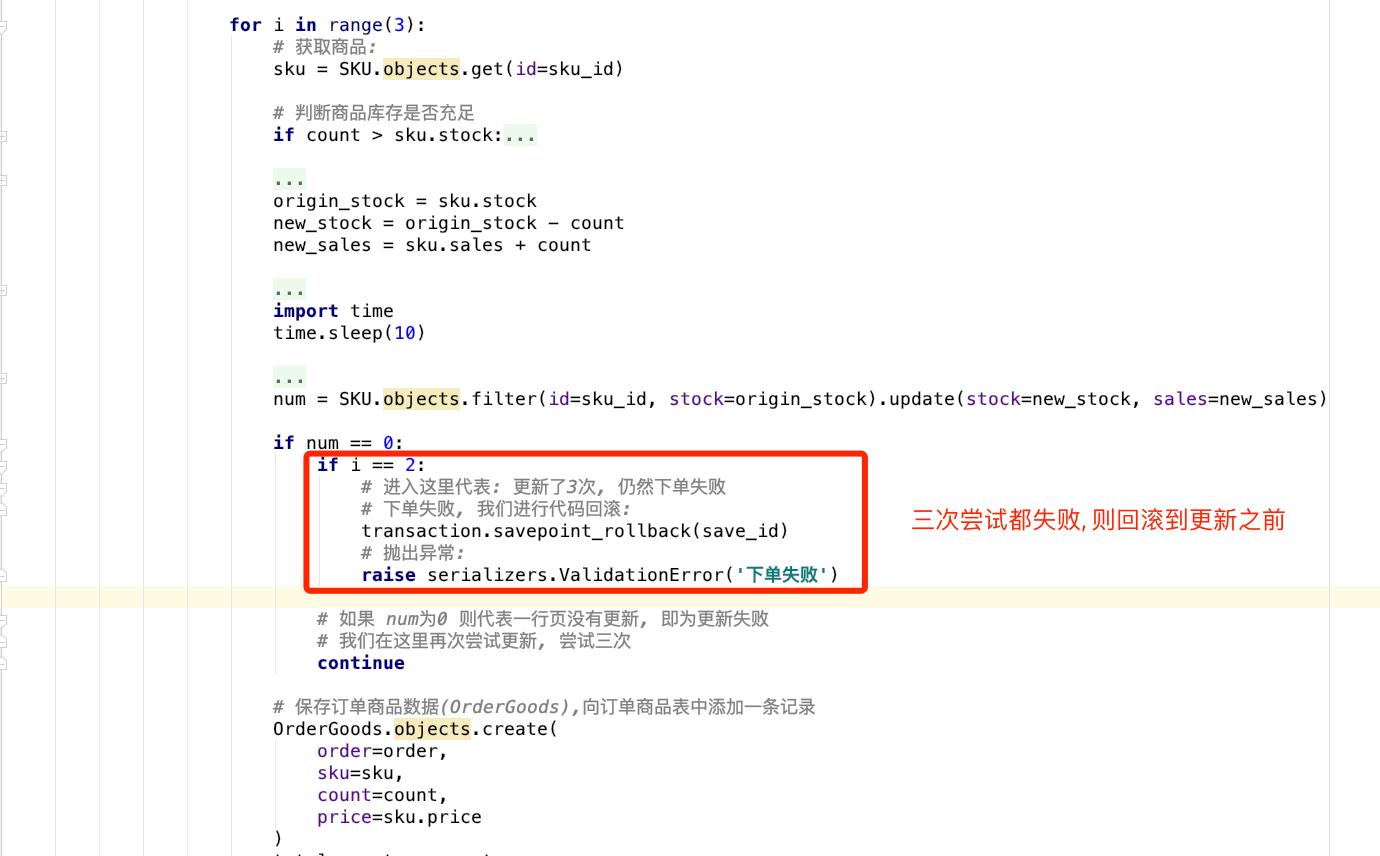 for i in range(3):
# 获取商品:
sku = SKU.objects.get(id=sku_id)
# 判断商品库存是否充足
if count > sku.stock:...
...
origin_stock = sku.stock
new_stock = origin_stock - count
new_sales = sku.sales + count
...
import time
time.sleep(10)
...
num = SKU.objects.filter(id=sku_id, stock=origin_stock).update(stock=new_stock, sales=new_sales)
if num == 0:
if i == 2:
# 进入这里代表: 更新了3次, 仍然下单失败
# 下单失败, 我们进行代码回滚:
transaction.savepoint_rollback(save_id)
# 抛出异常:
raise serializers.ValidationError('下单失败')
三次尝试都失败, 则回滚到更新之前
# 如果 num为0 则代表一行页没有更新, 即为更新失败
# 我们在这里再次尝试更新, 尝试三次
continue
# 保存订单商品数据(OrderGoods),向订单商品表中添加一条记录
OrderGoods.objects.create(
order=order,
sku=sku,
count=count,
price=sku.price
)